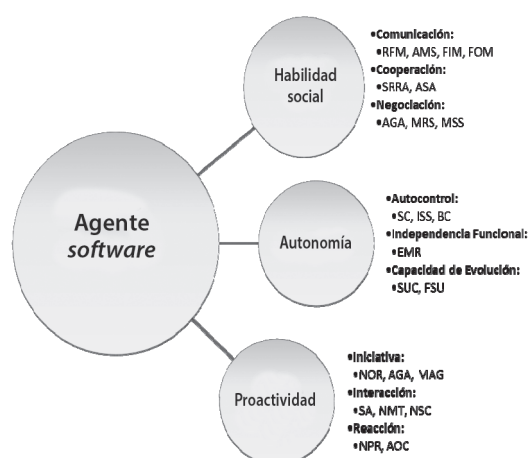 Agente
software
Habilidad
social
•Comunicación:
•RFM, AMS, FIM, FOM
•Cooperación:
•SRRA, ASA
•Negociación:
•AGA, MRS, MSS
Autonomía
•Autocontrol:
•SC, ISS, BC
•Independencia Funcional:
•EMR
•Capacidad de Evolución:
•SUC, FSU
Proactividad
•Iniciativa:
•NOR, AGA, MAG
•Interacción:
•SA, NMT, NSC
•Reacción:
•NPR, AOC